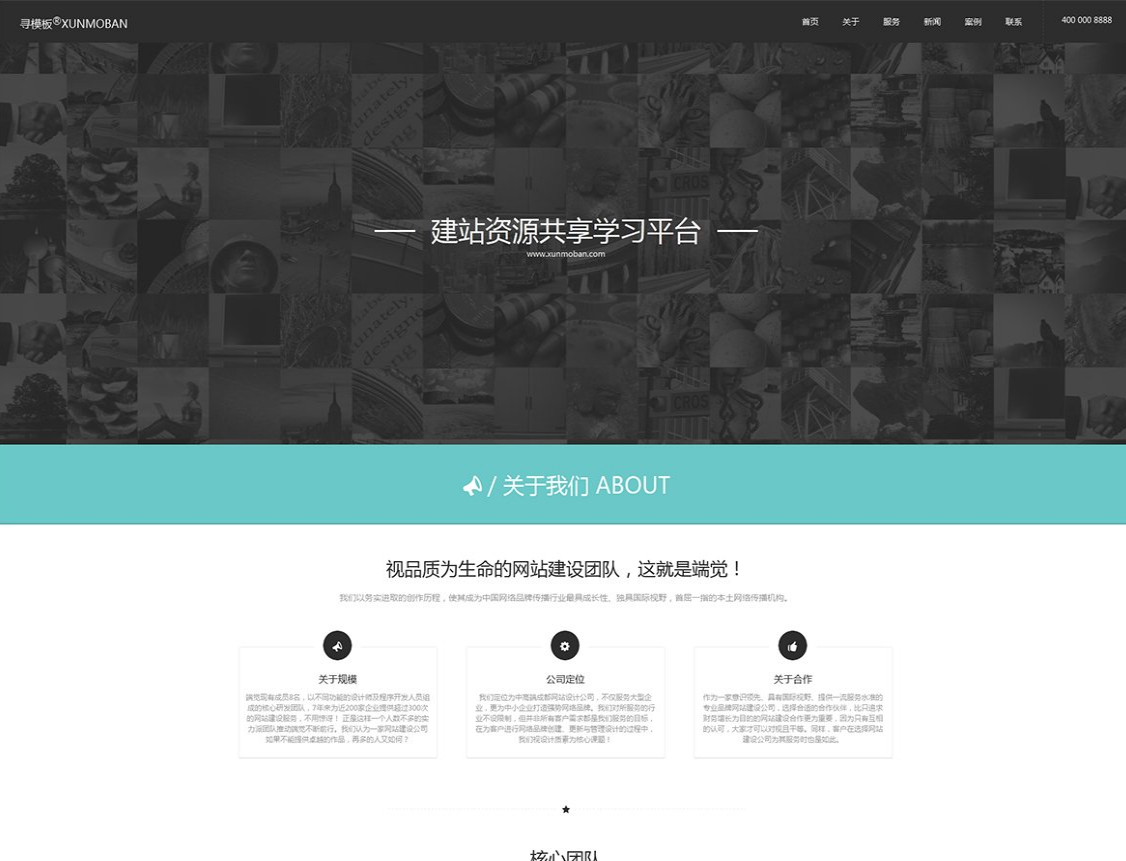 寻模板®XUNMOBAN
首页 关于 服务 新闻 案例 联系 400 000 8888
建站资源共享学习平台
www.xunmoban.com
/ 关于我们 ABOUT
视品质为生命的网站建设团队，这就是端觉！
我们以务实进取的创作历程，使其成为中国网络品牌传播行业最具成长性、独具国际视野，首屈一指的本土网络传播机构。
关于规模
端觉现有成员8名，以不同功能的设计师及程序开发人员组
成的核心研发团队，7年来为近200家企业提供超过300次
的网站建设服务，不用惊讶！ 正是这样一个人数不多的实
力派团队推动端觉不断前行。我们认为一家网站建设公司
如果不能提供卓越的作品，再多的人又如何？
公司定位
我们定位为中高端成都网站设计公司，不仅服务大型企
业，更为中小企业打造强势网络品牌。我们对所服务的行
业不设限制，但并非所有客户需求都是我们服务的目标，
在为客户进行网络品牌创建、更新与管理设计的过程中，
我们视设计质素为核心课题！
关于合作
作为一家意识领先、具有国际视野、提供一流服务水准的
专业品牌网站建设公司，选择合适的合作伙伴，比只追求
财务增长为目的的网站建设合作更为重要，因为只有互相
的认可，大家才可以对视且平等。同样，客户在选择网站
建设公司为其服务时也是如此。
核心团队